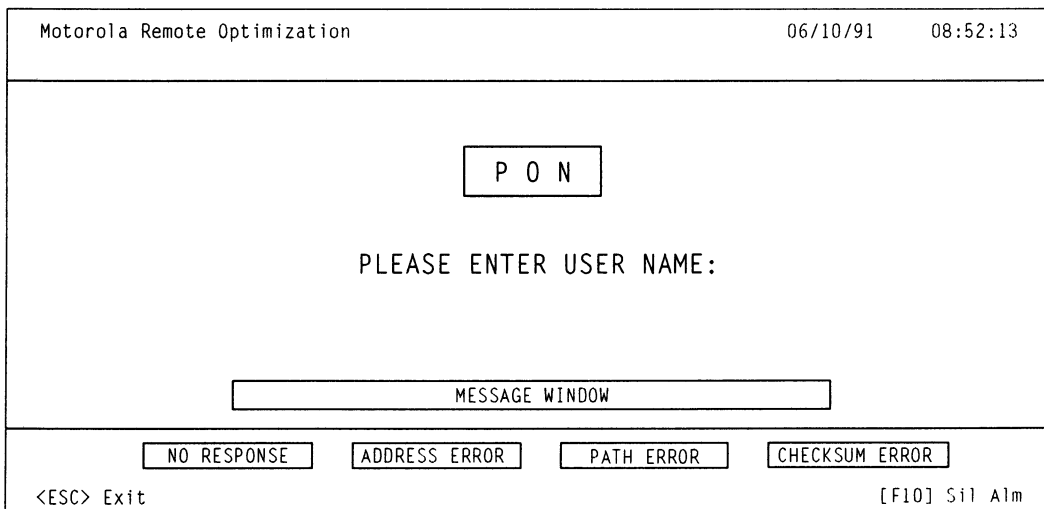 Motorola Remote Optimization 06/10/91 08:52:13
P O N
PLEASE ENTER USER NAME:
MESSAGE WINDOW
NO RESPONSE ADDRESS ERROR PATH ERROR CHECKSUM ERROR
<ESC> Exit [F10] Sil Alm